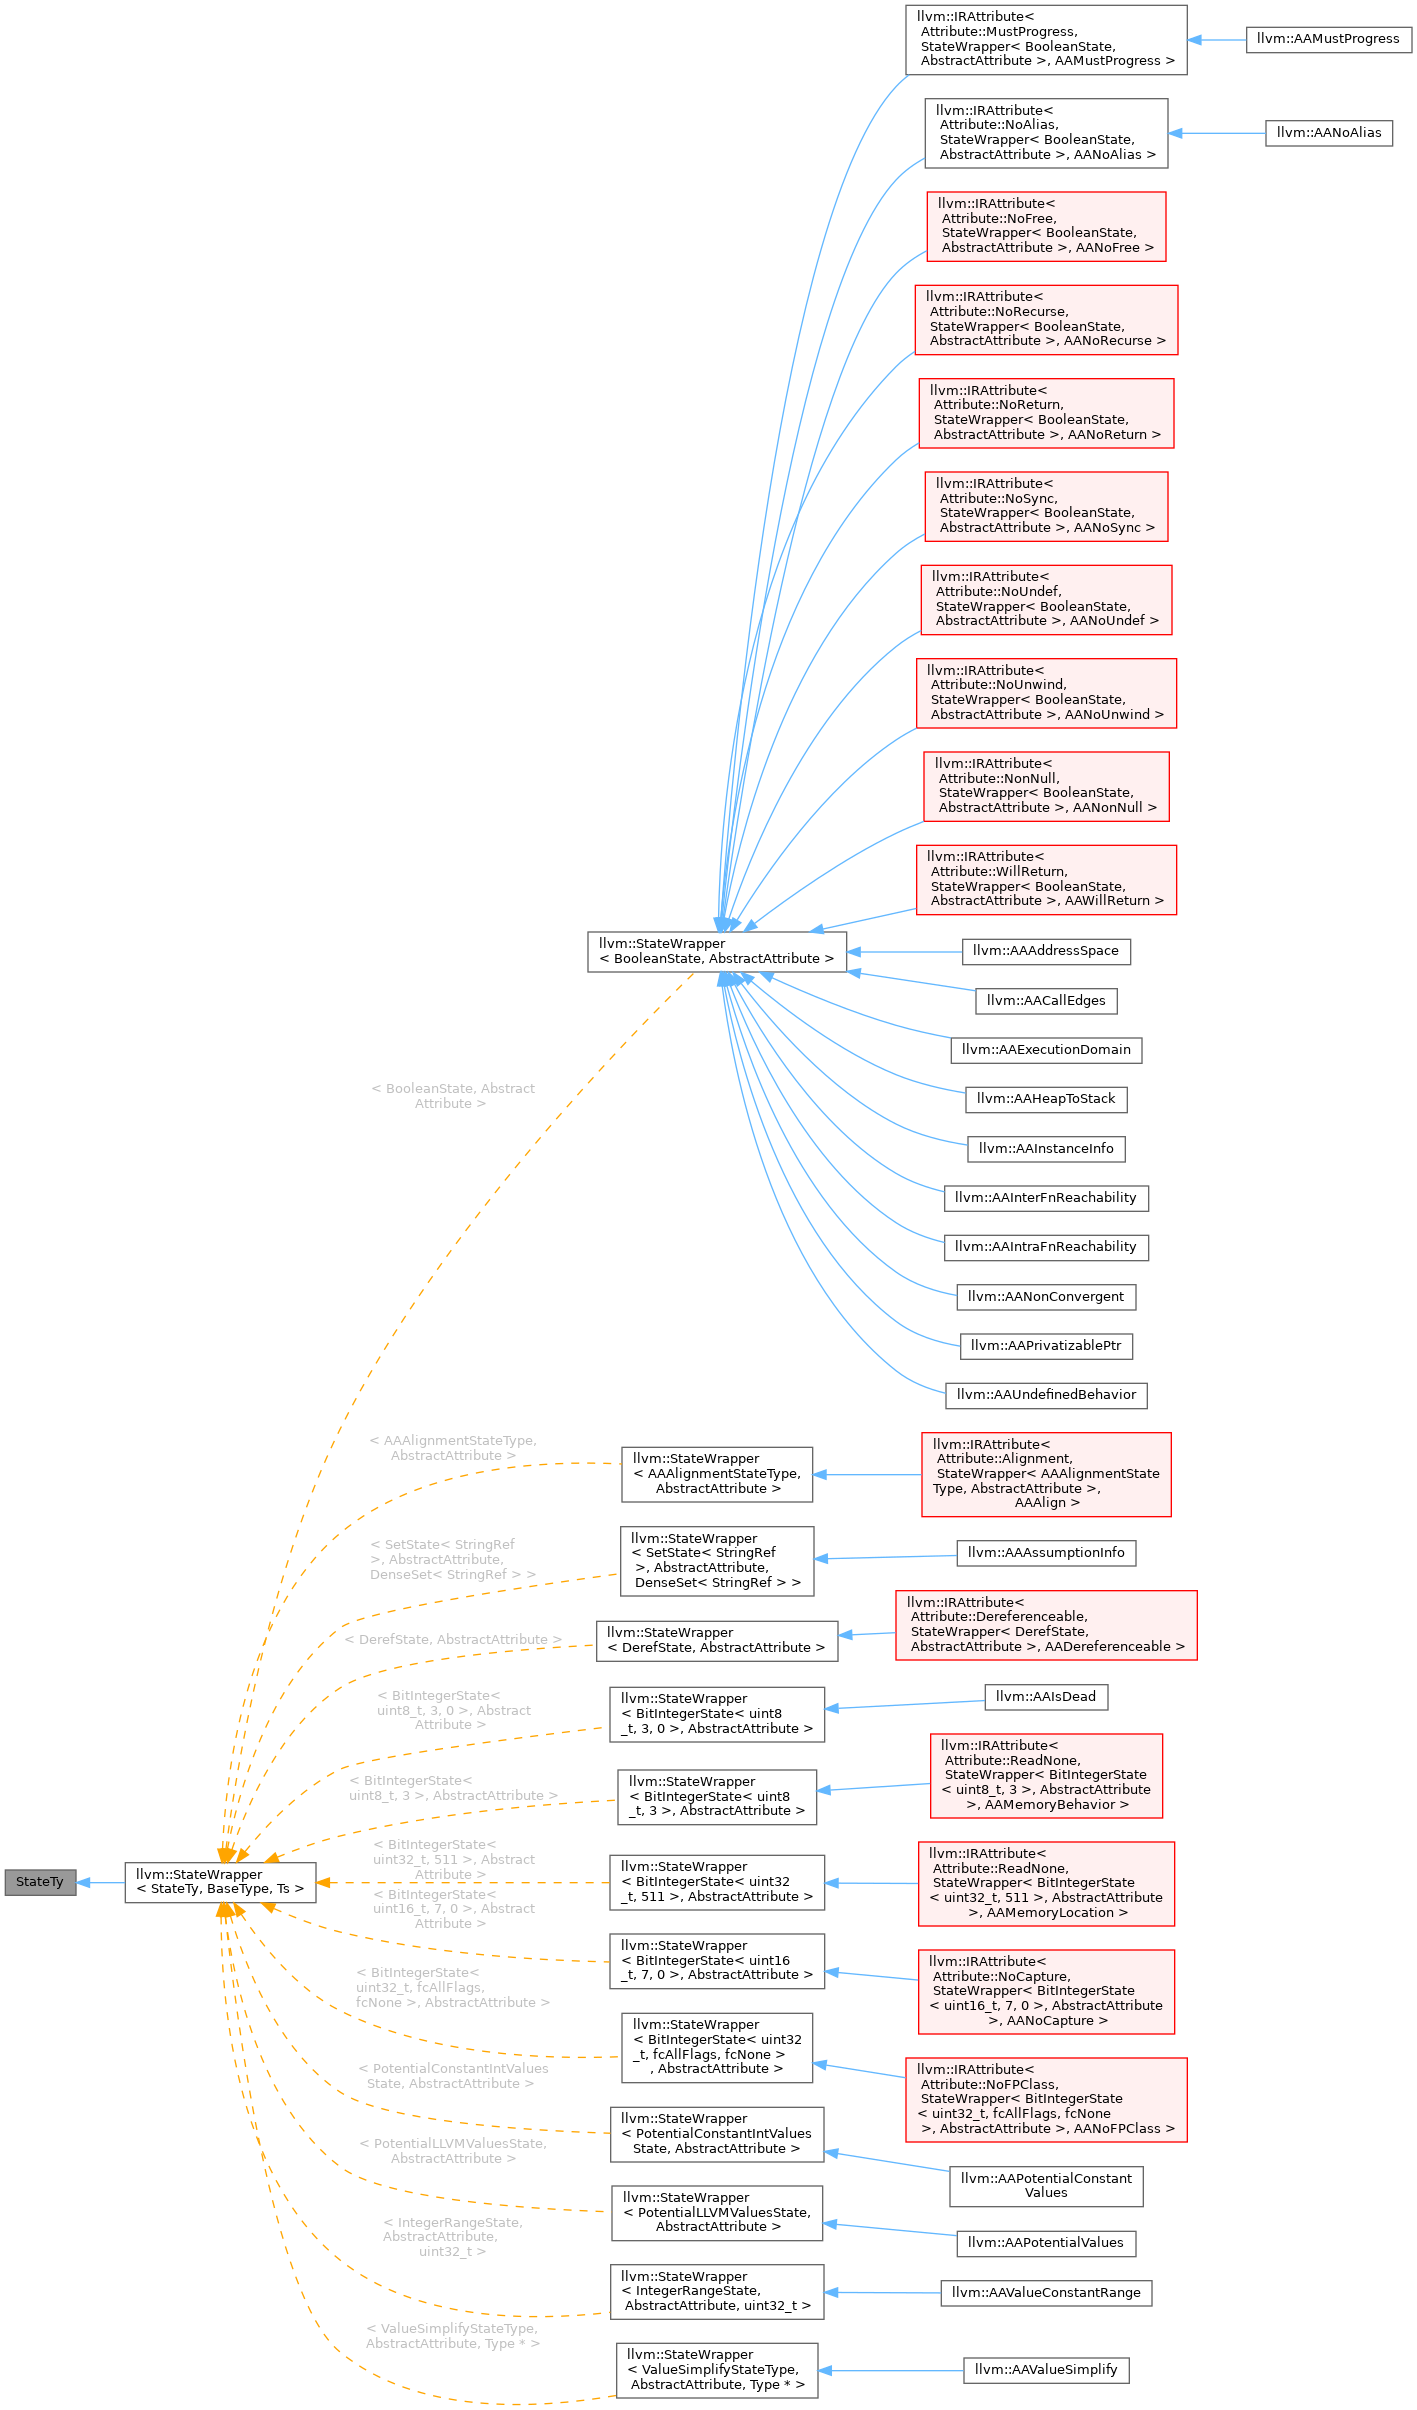 llvm::IRAttribute<
Attribute::MustProgress,
StateWrapper< BooleanState,
AbstractAttribute >, AAMustProgress >
llvm::AAMustProgress
llvm::IRAttribute<
Attribute::NoAlias,
StateWrapper< BooleanState,
AbstractAttribute >, AANoAlias >
llvm::AANoAlias
llvm::IRAttribute<
Attribute::NoFree,
StateWrapper< BooleanState,
AbstractAttribute >, AANoFree >
llvm::IRAttribute<
Attribute::NoRecurse,
StateWrapper< BooleanState,
AbstractAttribute >, AANoRecurse >
llvm::IRAttribute<
Attribute::NoReturn,
StateWrapper< BooleanState,
AbstractAttribute >, AANoReturn >
llvm::IRAttribute<
Attribute::NoSync,
StateWrapper< BooleanState,
AbstractAttribute >, AANoSync >
llvm::IRAttribute<
Attribute::NoUndef,
StateWrapper< BooleanState,
AbstractAttribute >, AANoUndef >
llvm::IRAttribute<
Attribute::NoUnwind,
StateWrapper< BooleanState,
AbstractAttribute >, AANoUnwind >
llvm::IRAttribute<
Attribute::NonNull,
StateWrapper< BooleanState,
AbstractAttribute >, AANonNull >
llvm::IRAttribute<
Attribute::WillReturn,
StateWrapper< BooleanState,
AbstractAttribute >, AAWillReturn >
llvm::StateWrapper
< BooleanState, AbstractAttribute >
llvm::AAAddressSpace
llvm::AACallEdges
llvm::AAExecutionDomain
llvm::AAHeapToStack
llvm::AAInstanceInfo
llvm::AAInterFnReachability
llvm::AAIntraFnReachability
llvm::AANonConvergent
llvm::AAPrivatizablePtr
llvm::AAUndefinedBehavior
< BooleanState, Abstract
Attribute >
< AAAlignmentStateType,
AbstractAttribute >
llvm::StateWrapper
< AAAlignmentStateType,
AbstractAttribute >
llvm::IRAttribute<
Attribute::Alignment,
StateWrapper< AAAlignmentState
Type, AbstractAttribute >,
AAAlign >
< SetState< StringRef
>, AbstractAttribute,
DenseSet< StringRef > >
llvm::StateWrapper
< SetState< StringRef
>, AbstractAttribute,
DenseSet< StringRef > >
llvm::AAAssumptionInfo
< DerefState, AbstractAttribute >
llvm::StateWrapper
< DerefState, AbstractAttribute >
llvm::IRAttribute<
Attribute::Dereferenceable,
StateWrapper< DerefState,
AbstractAttribute >, AADereferenceable >
< BitIntegerState<
uint8_t, 3, 0 >, Abstract
Attribute >
llvm::StateWrapper
< BitIntegerState< uint8
_t, 3, 0 >, AbstractAttribute >
llvm::AAIsDead
< BitIntegerState<
uint8_t, 3 >, AbstractAttribute >
llvm::StateWrapper
< BitIntegerState< uint8
_t, 3 >, AbstractAttribute >
llvm::IRAttribute<
Attribute::ReadNone,
StateWrapper< BitIntegerState
< uint8_t, 3 >, AbstractAttribute
>, AAMemoryBehavior >
StateTy
llvm::StateWrapper
< StateTy, BaseType, Ts >
< BitIntegerState<
uint32_t, 511 >, Abstract
Attribute >
llvm::StateWrapper
< BitIntegerState< uint32
_t, 511 >, AbstractAttribute >
llvm::IRAttribute<
Attribute::ReadNone,
StateWrapper< BitIntegerState
< uint32_t, 511 >, AbstractAttribute
>, AAMemoryLocation >
< BitIntegerState<
uint16_t, 7, 0 >, Abstract
Attribute >
llvm::StateWrapper
< BitIntegerState< uint16
_t, 7, 0 >, AbstractAttribute >
llvm::IRAttribute<
Attribute::NoCapture,
StateWrapper< BitIntegerState
< uint16_t, 7, 0 >, AbstractAttribute
>, AANoCapture >
< BitIntegerState<
uint32_t, fcAllFlags,
fcNone >, AbstractAttribute >
llvm::StateWrapper
< BitIntegerState< uint32
_t, fcAllFlags, fcNone >
, AbstractAttribute >
llvm::IRAttribute<
Attribute::NoFPClass,
StateWrapper< BitIntegerState
< uint32_t, fcAllFlags, fcNone
>, AbstractAttribute >, AANoFPClass >
< PotentialConstantIntValues
State, AbstractAttribute >
llvm::StateWrapper
< PotentialConstantIntValues
State, AbstractAttribute >
llvm::AAPotentialConstant
Values
< PotentialLLVMValuesState,
AbstractAttribute >
llvm::StateWrapper
< PotentialLLVMValuesState,
AbstractAttribute >
llvm::AAPotentialValues
< IntegerRangeState,
AbstractAttribute,
uint32_t >
llvm::StateWrapper
< IntegerRangeState,
AbstractAttribute, uint32_t >
llvm::AAValueConstantRange
< ValueSimplifyStateType,
AbstractAttribute, Type * >
llvm::StateWrapper
< ValueSimplifyStateType,
AbstractAttribute, Type * >
llvm::AAValueSimplify